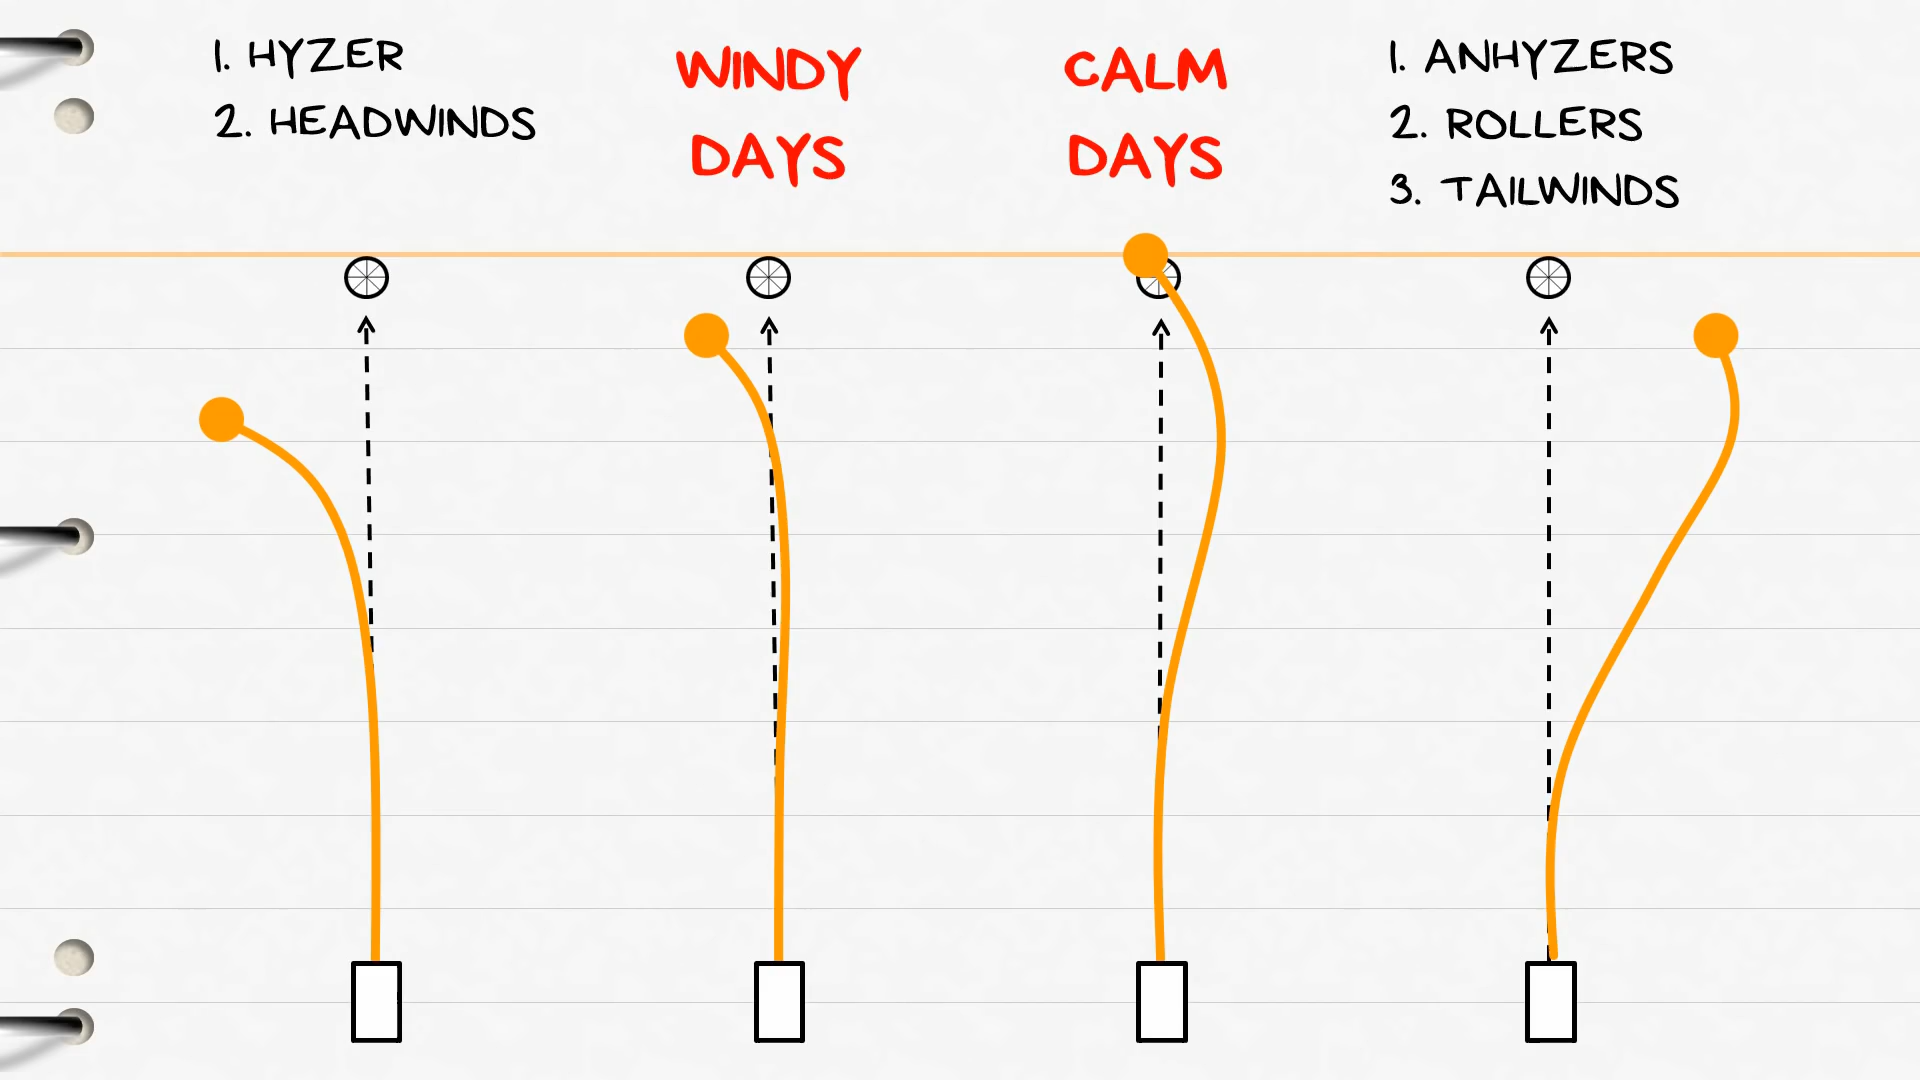 1. HYZER
2. HEADWINDS
WINDY
DAYS
CALM
DAYS
1. ANHYZERS
2. ROLLERS
3. TAILWINDS